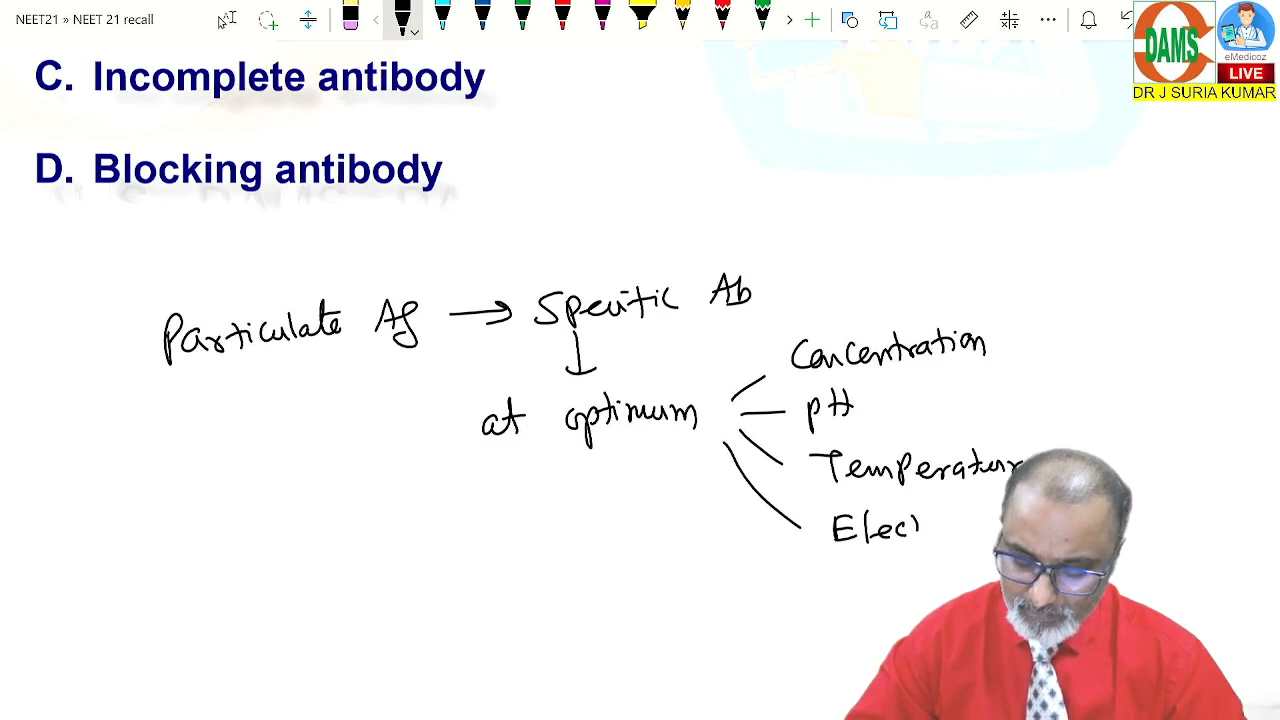 NEET21 » NEET 21 recall
DAMS
eMedicoz
LIVE
DR J SURIA KUMAR
C. Incomplete antibody
D. Blocking antibody
Particulate Ag → Specific Ab
Concentration
at optimum
pH
Temperatur
Elec